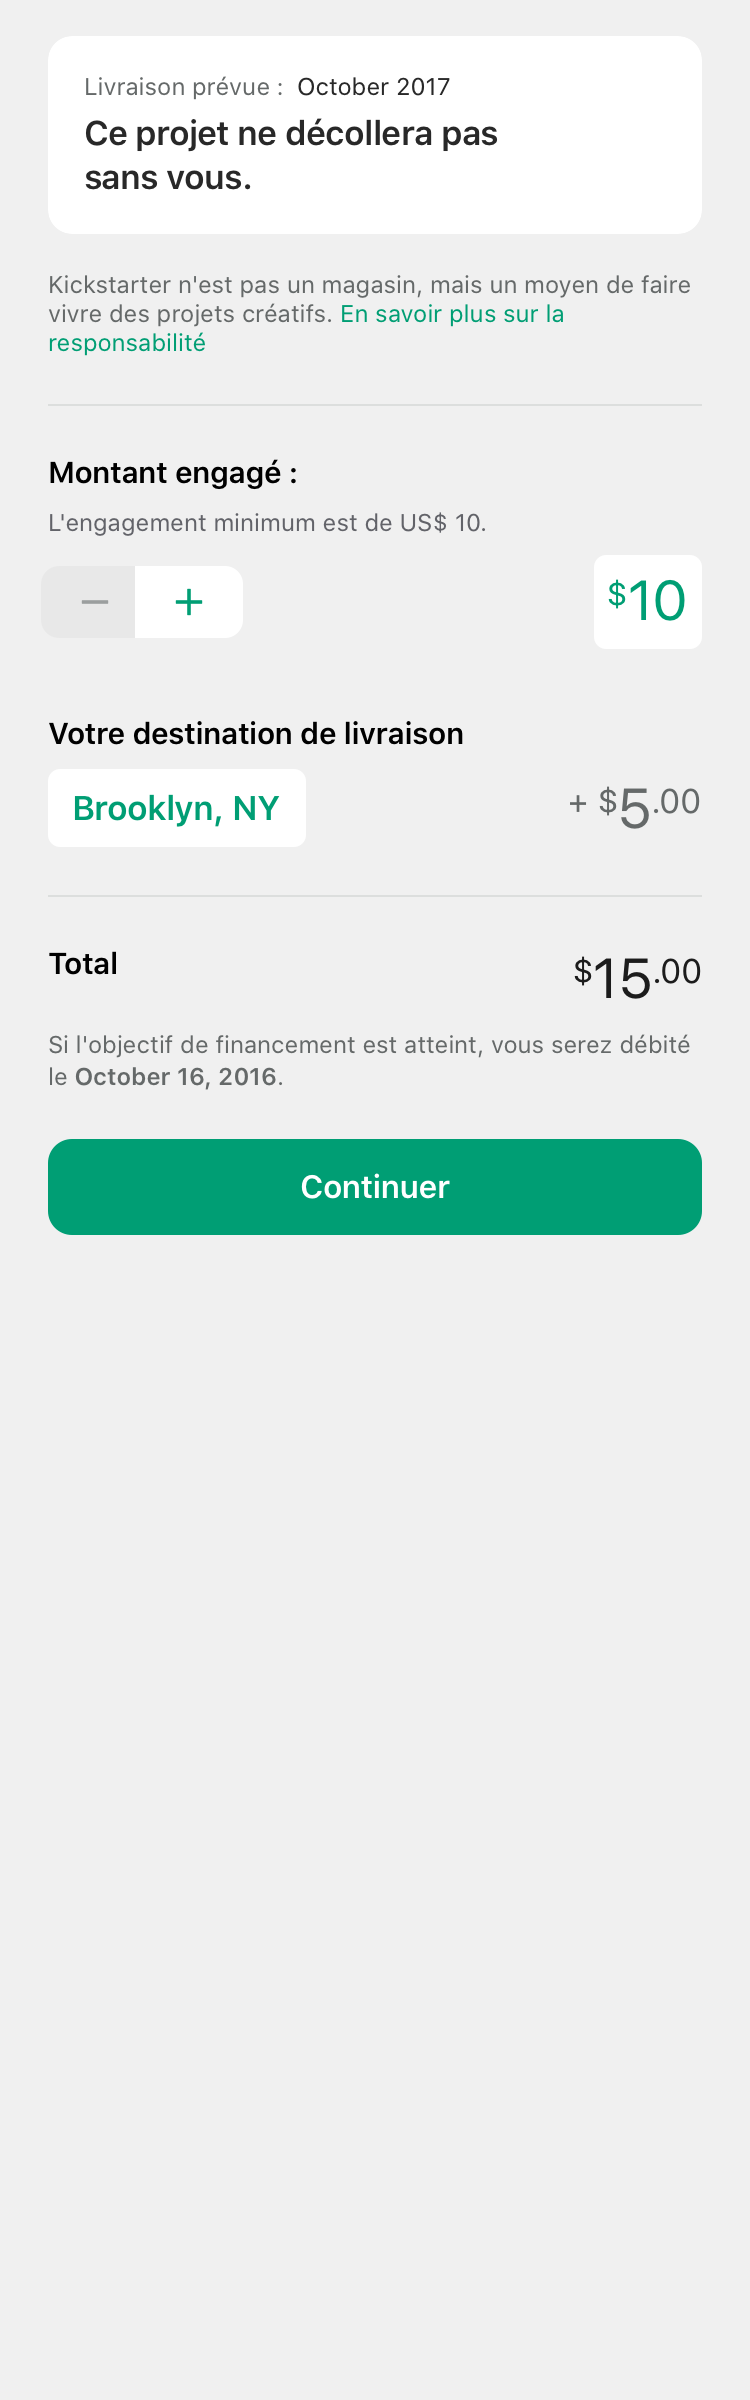 Livraison prévue : October 2017
Ce projet ne décollera pas
sans vous.
Kickstarter n'est pas un magasin, mais un moyen de faire
vivre des projets créatifs. En savoir plus sur la
responsabilité
Montant engagé :
L'engagement minimum est de US$ 10.
− + $10
Votre destination de livraison
Brooklyn, NY + $5.00
Total $15.00
Si l'objectif de financement est atteint, vous serez débité
le October 16, 2016.
Continuer